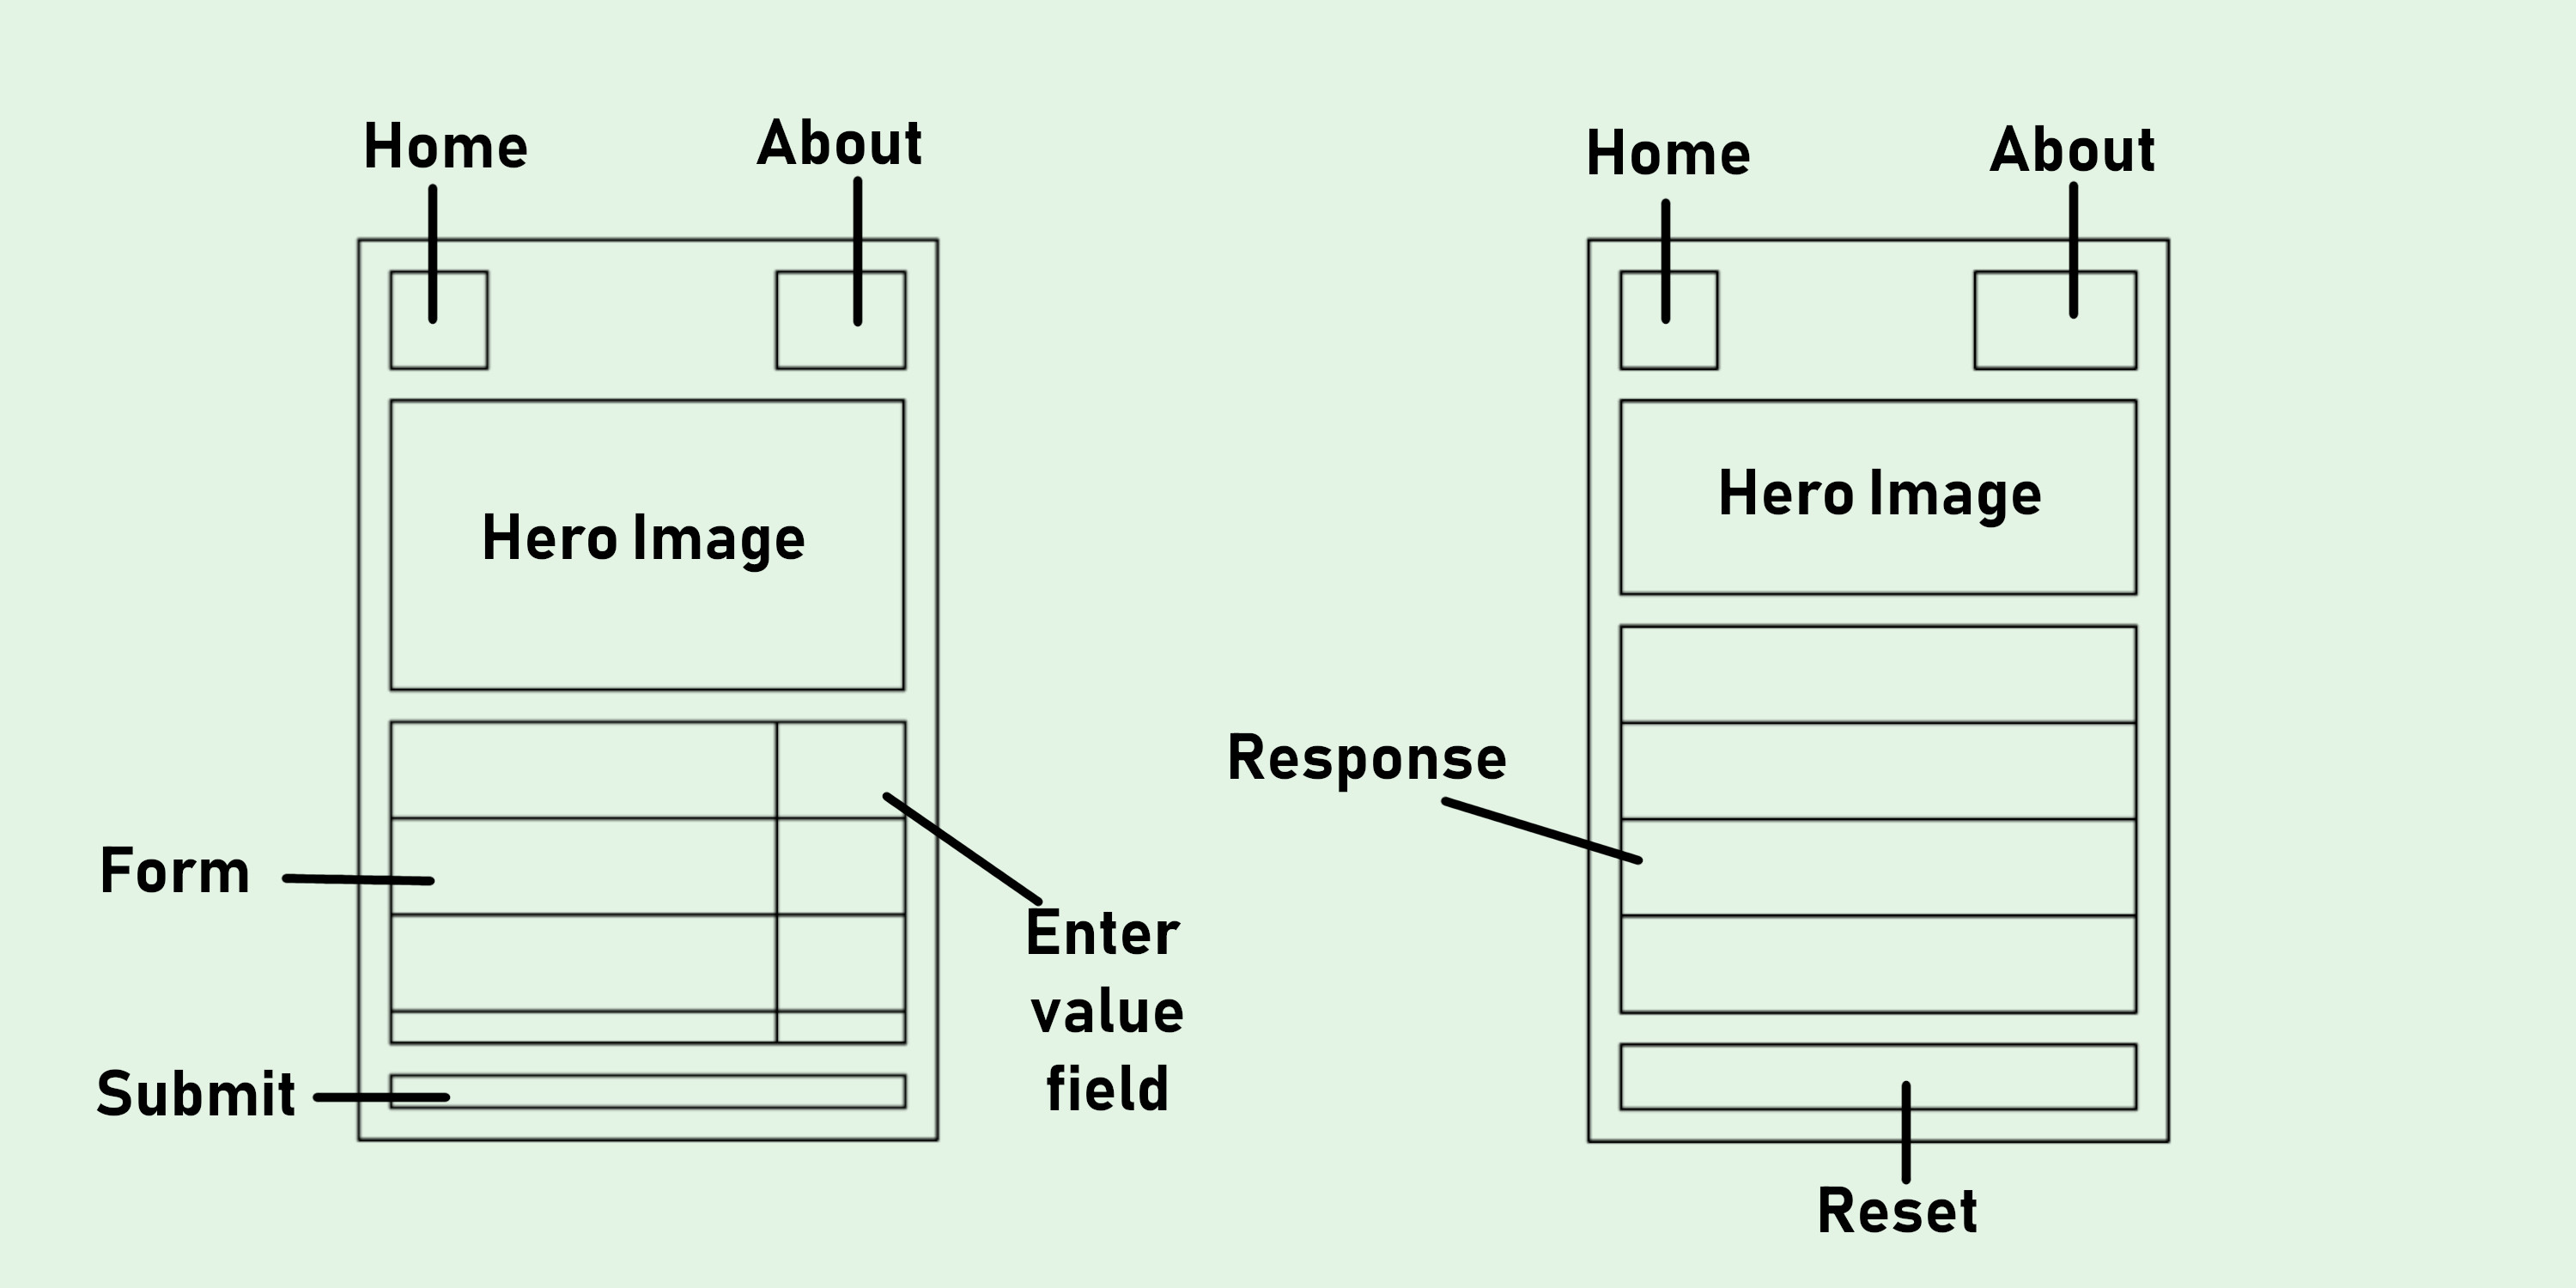 Home
About
Hero Image
Form
Enter
value
field
Submit
Home
About
Hero Image
Response
Reset